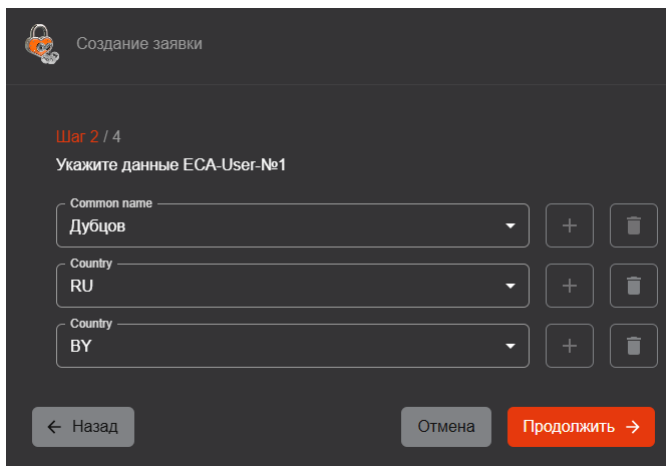 Создание заявки
Шаг 2 / 4
Укажите данные ECA-User-№1
Common name
Дубцов
Country
RU
Country
BY
Назад
Отмена
Продолжить